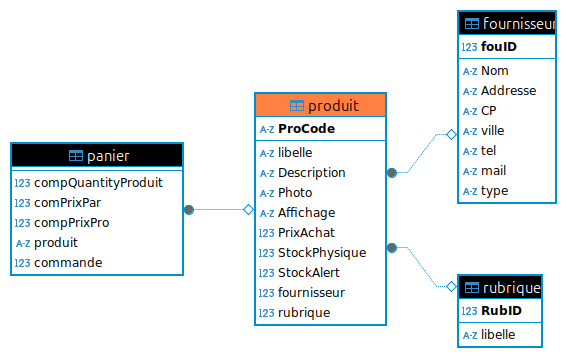 panier
123 compQuantityProduit
123 comPrixPar
123 compPrixPro
A-Z produit
123 commande
produit
A-Z ProCode
A-Z libelle
A-Z Description
A-Z Photo
A-Z Affichage
123 PrixAchat
123 StockPhysique
123 StockAlert
123 fournisseur
123 rubrique
fournisseur
123 fouID
A-Z Nom
A-Z Addresse
A-Z CP
A-Z ville
A-Z tel
A-Z mail
A-Z type
rubrique
123 RubID
A-Z libelle